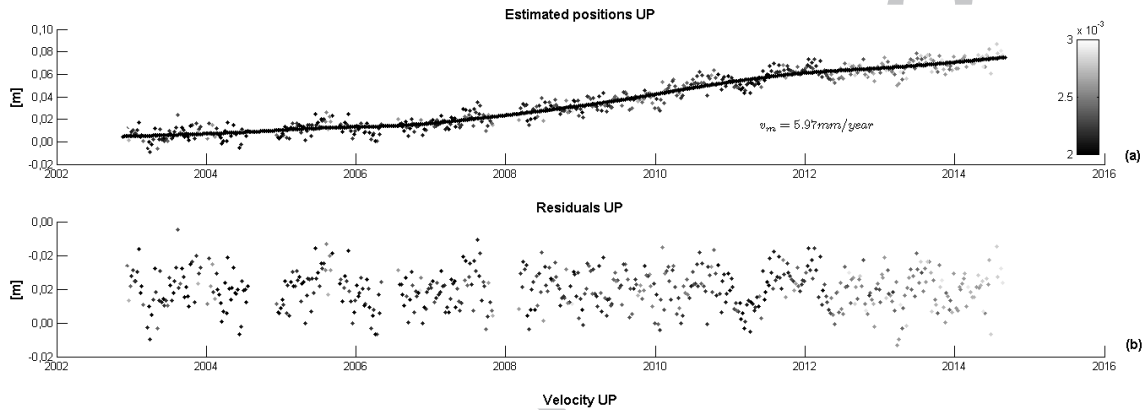 Estimated positions UP
0,10
0,08
0,06
0,04
0,02
0,00
-0,02
[m]
v_m = 5.97mm/year
3 x 10^-3
2.5
2
(a)
2002 2004 2006 2008 2010 2012 2014 2016
Residuals UP
0,00
-0,02
0,02
0,00
-0,02
[m]
(b)
2002 2004 2006 2008 2010 2012 2014 2016
Velocity UP